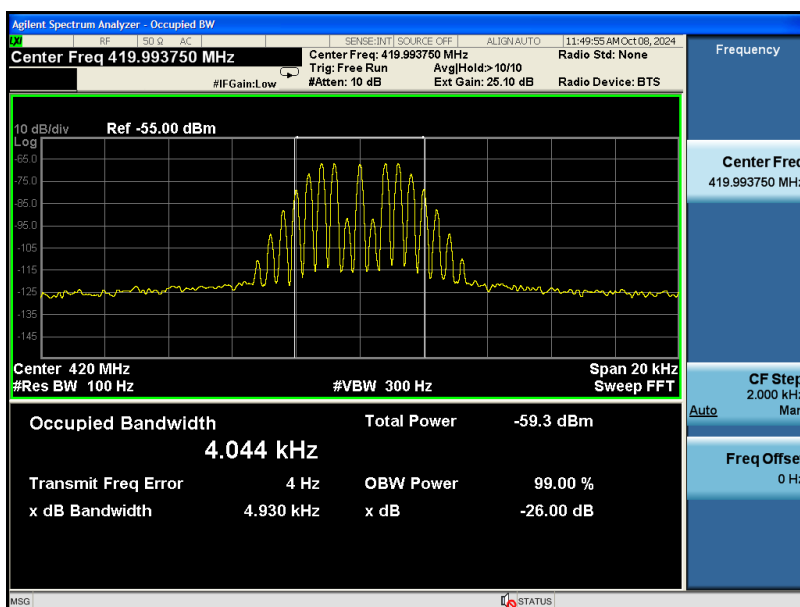 Agilent Spectrum Analyzer - Occupied BW
LXI RF 50 Ω AC SENSE:INT SOURCE OFF ALIGN AUTO 11:49:55 AM Oct 08, 2024
Center Freq 419.993750 MHz
Center Freq: 419.993750 MHz Radio Std: None
Trig: Free Run Avg|Hold:>10/10
#IFGain:Low #Atten: 10 dB Ext Gain: 25.10 dB Radio Device: BTS
10 dB/div Ref -55.00 dBm
Log
-65.0
-75.0
-85.0
-95.0
-105
-115
-125
-135
-145
Center 420 MHz Span 20 kHz
#Res BW 100 Hz #VBW 300 Hz Sweep FFT
Occupied Bandwidth Total Power -59.3 dBm
4.044 kHz
Transmit Freq Error 4 Hz OBW Power 99.00 %
x dB Bandwidth 4.930 kHz x dB -26.00 dB
MSG STATUS
Frequency
Center Freq
419.993750 MHz
CF Step
2.000 kHz
Auto Man
Freq Offset
0 Hz